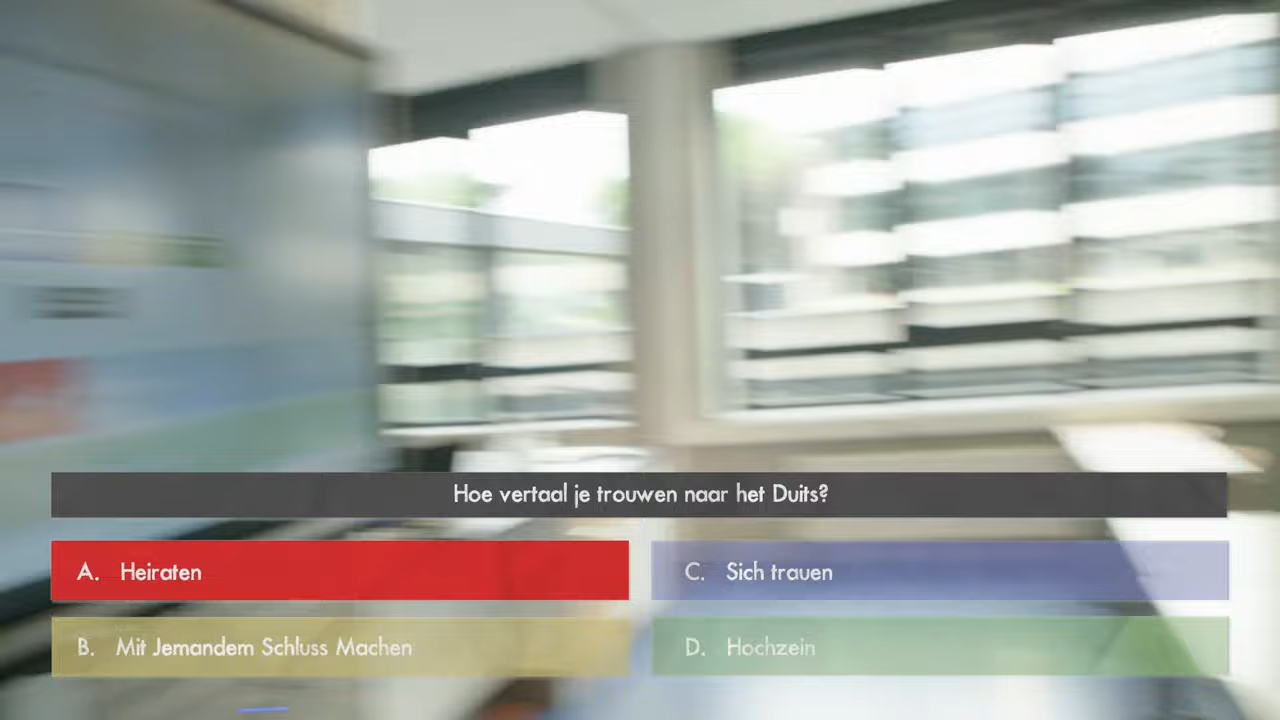 Hoe vertaal je trouwen naar het Duits?
A. Heiraten
C. Sich trauen
B. Mit Jemandem Schluss Machen
D. Hochzein